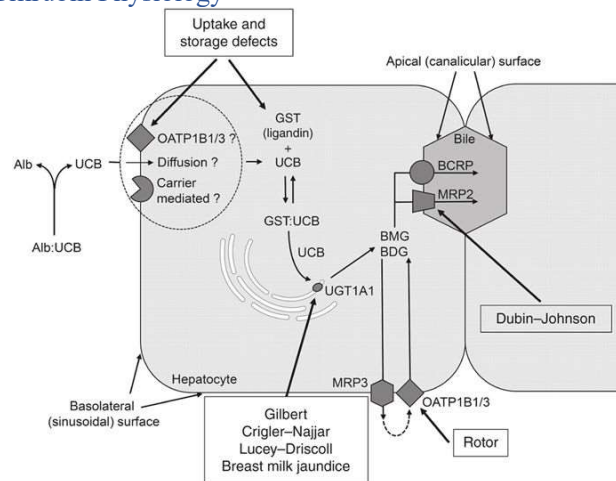 Uptake and
storage defects
Apical (canalicular) surface
GST
(ligandin)
+
UCB
OATP1B1/3 ?
Diffusion ?
Carrier
mediated ?
Alb
UCB
Alb:UCB
GST:UCB
UCB
UGT1A1
Bile
BCRP
MRP2
BMG
BDG
Dubin–Johnson
Hepatocyte
MRP3
OATP1B1/3
Basolateral
(sinusoidal) surface
Gilbert
Crigler–Najjar
Lucey–Driscoll
Breast milk jaundice
Rotor